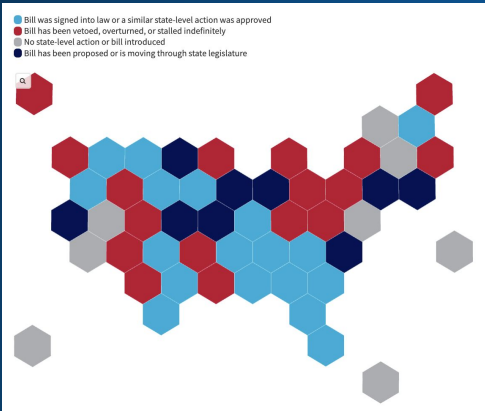 Bill was signed into law or a similar state-level action was approved
Bill has been vetoed, overturned, or stalled indefinitely
No state-level action or bill introduced
Bill has been proposed or is moving through state legislature